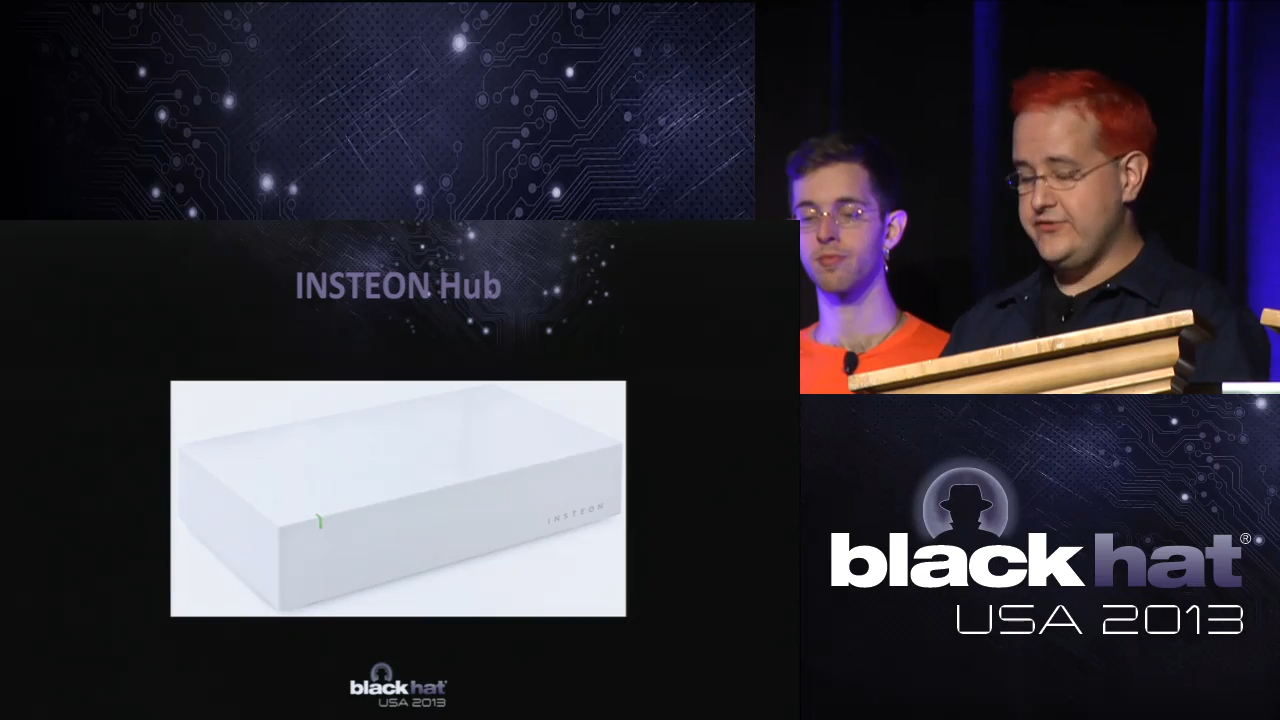 INSTEON Hub
INSTEON
blackhat
USA 2013
blackhat®
USA 2013